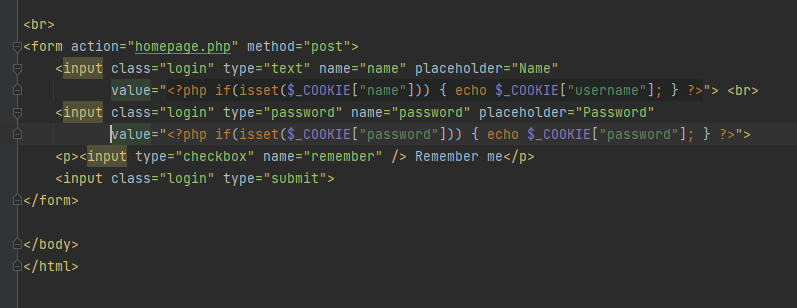 <br>
<form action="homepage.php" method="post">
<input class="login" type="text" name="name" placeholder="Name"
value="<?php if(isset($_COOKIE["name"])) { echo $_COOKIE["username"]; } ?>"> <br>
<input class="login" type="password" name="password" placeholder="Password"
value="<?php if(isset($_COOKIE["password"])) { echo $_COOKIE["password"]; } ?>">
<p><input type="checkbox" name="remember" /> Remember me</p>
<input class="login" type="submit">
</form>
</body>
</html>